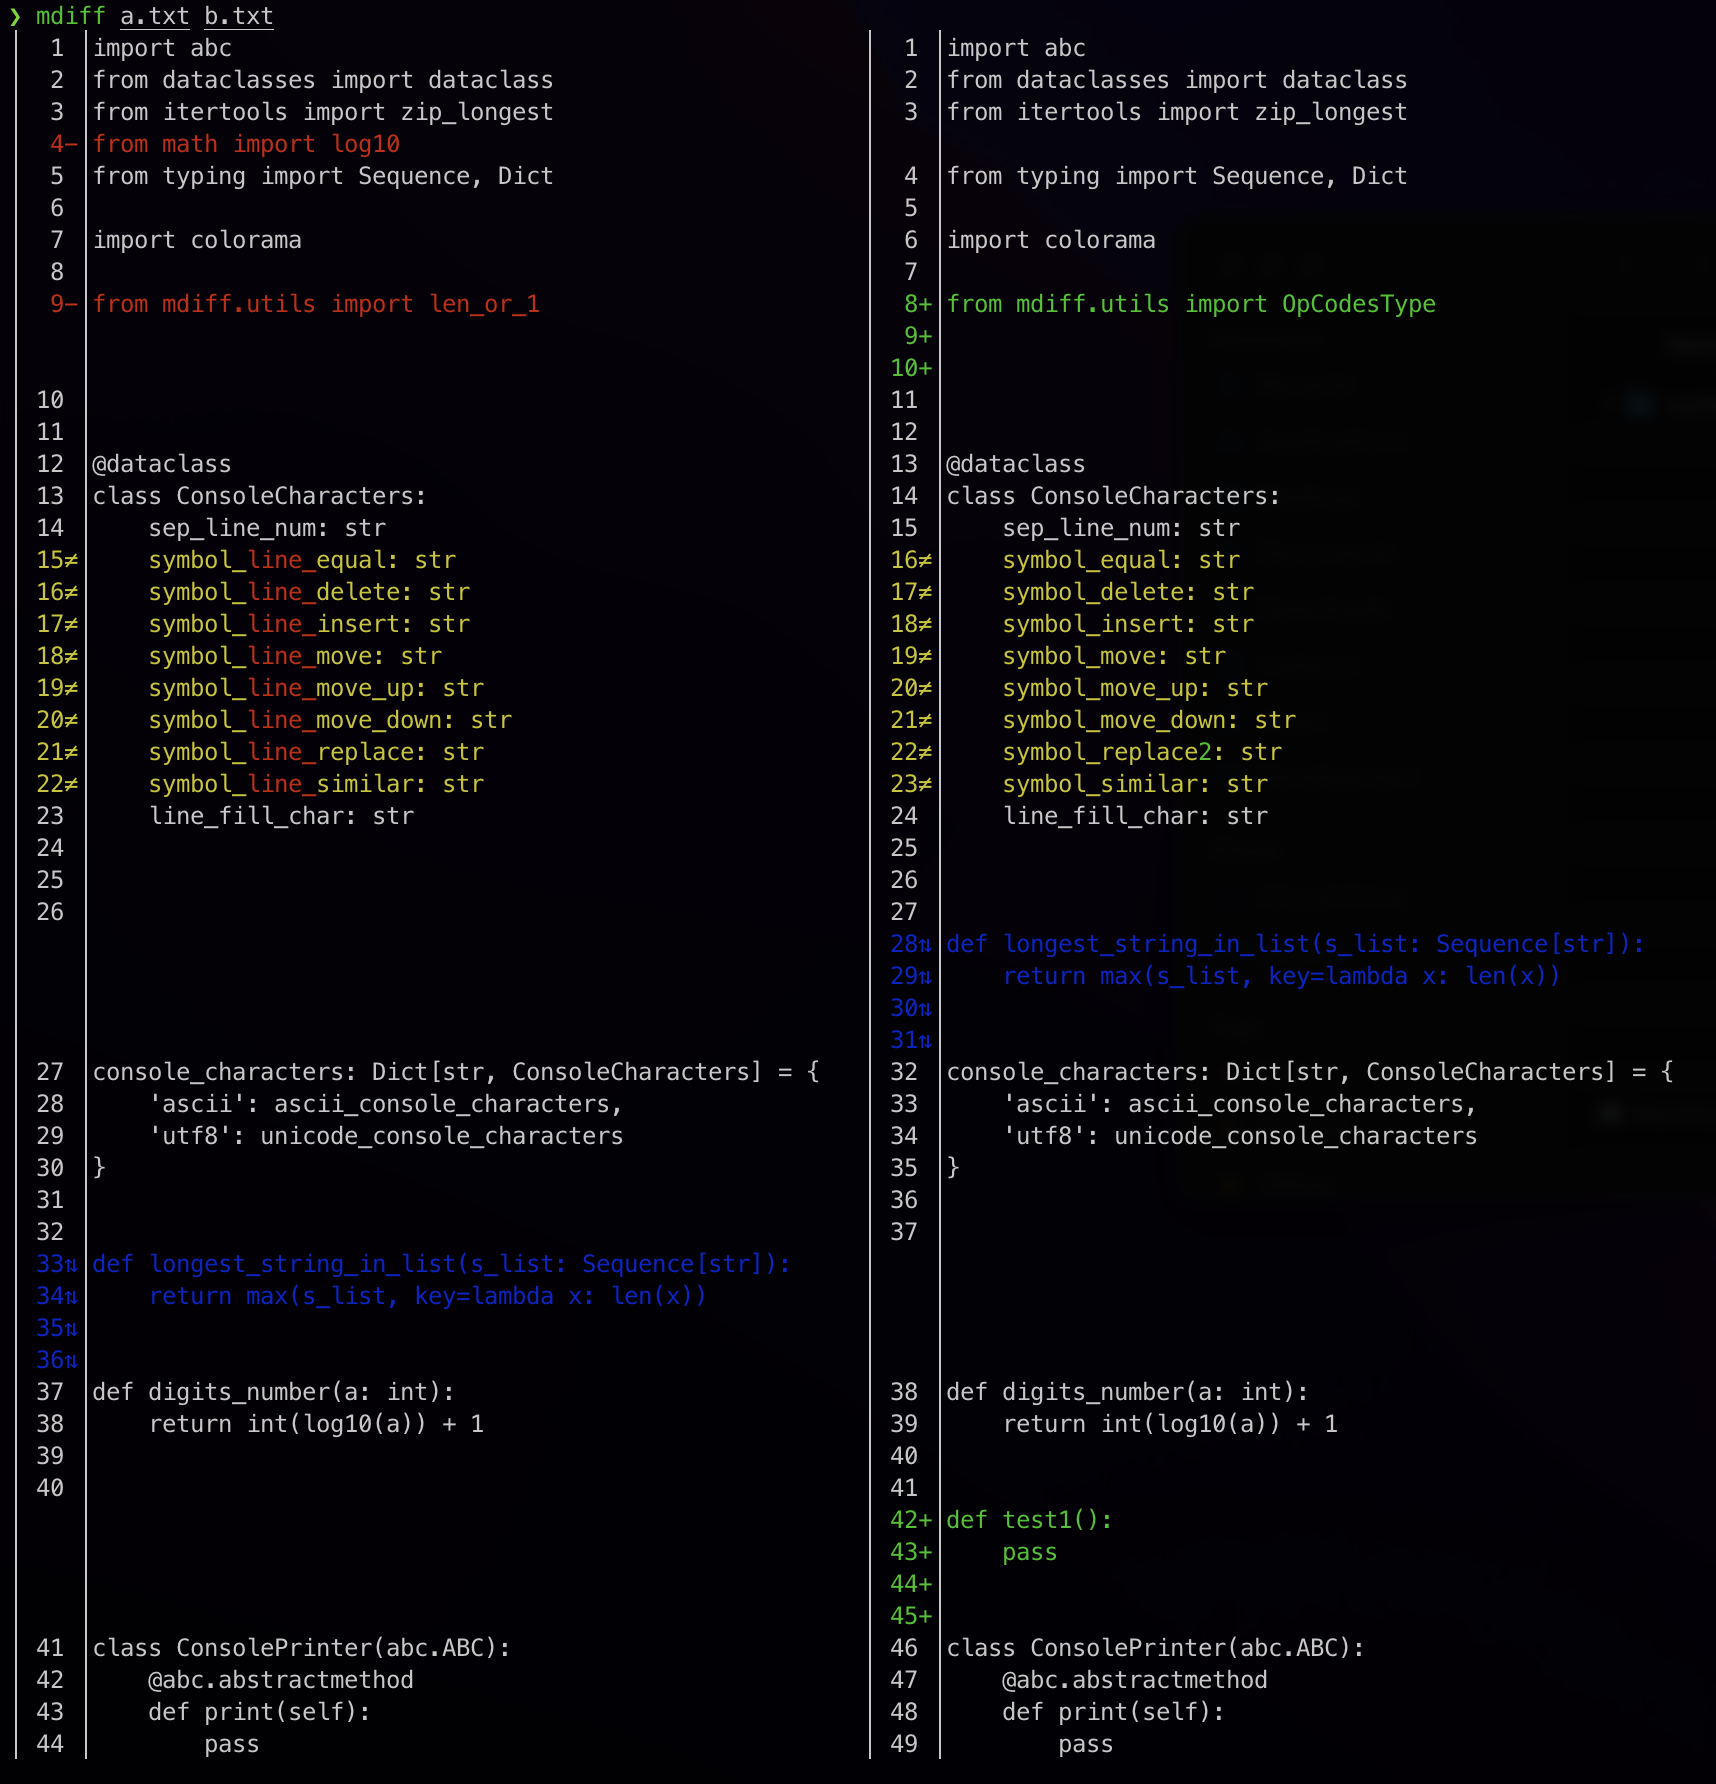 ❯ mdiff a.txt b.txt
1 import abc
2 from dataclasses import dataclass
3 from itertools import zip_longest
4− from math import log10
5 from typing import Sequence, Dict
6
7 import colorama
8
9− from mdiff.utils import len_or_1
10
11
12 @dataclass
13 class ConsoleCharacters:
14     sep_line_num: str
15≠     symbol_line_equal: str
16≠     symbol_line_delete: str
17≠     symbol_line_insert: str
18≠     symbol_line_move: str
19≠     symbol_line_move_up: str
20≠     symbol_line_move_down: str
21≠     symbol_line_replace: str
22≠     symbol_line_similar: str
23     line_fill_char: str
24
25
26
27 console_characters: Dict[str, ConsoleCharacters] = {
28     'ascii': ascii_console_characters,
29     'utf8': unicode_console_characters
30 }
31
32
33⇅ def longest_string_in_list(s_list: Sequence[str]):
34⇅     return max(s_list, key=lambda x: len(x))
35⇅
36⇅
37 def digits_number(a: int):
38     return int(log10(a)) + 1
39
40
41 class ConsolePrinter(abc.ABC):
42     @abc.abstractmethod
43     def print(self):
44         pass
1 import abc
2 from dataclasses import dataclass
3 from itertools import zip_longest
4 from typing import Sequence, Dict
5
6 import colorama
7
8+ from mdiff.utils import OpCodesType
9+
10+
11
12
13 @dataclass
14 class ConsoleCharacters:
15     sep_line_num: str
16≠     symbol_equal: str
17≠     symbol_delete: str
18≠     symbol_insert: str
19≠     symbol_move: str
20≠     symbol_move_up: str
21≠     symbol_move_down: str
22≠     symbol_replace2: str
23≠     symbol_similar: str
24     line_fill_char: str
25
26
27
28⇅ def longest_string_in_list(s_list: Sequence[str]):
29⇅     return max(s_list, key=lambda x: len(x))
30⇅
31⇅
32 console_characters: Dict[str, ConsoleCharacters] = {
33     'ascii': ascii_console_characters,
34     'utf8': unicode_console_characters
35 }
36
37
38 def digits_number(a: int):
39     return int(log10(a)) + 1
40
41
42+ def test1():
43+     pass
44+
45+
46 class ConsolePrinter(abc.ABC):
47     @abc.abstractmethod
48     def print(self):
49         pass